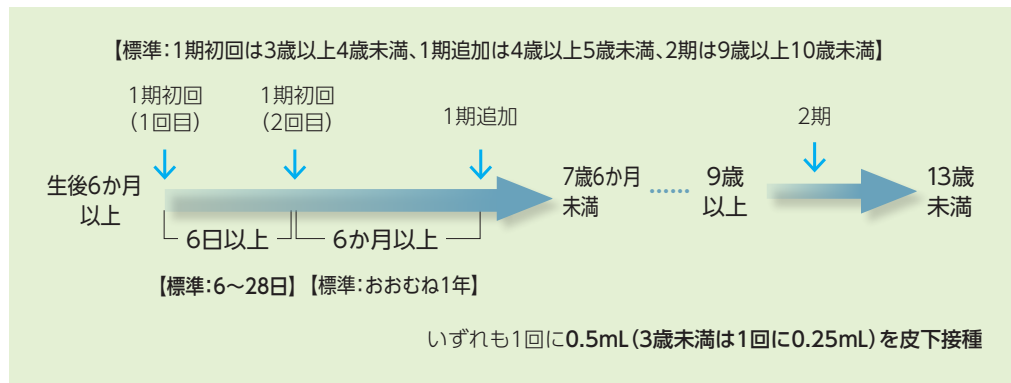 【標準:1期初回は3歳以上4歳未満、1期追加は4歳以上5歳未満、2期は9歳以上10歳未満】
1期初回
(1回目)
1期初回
(2回目)
1期追加
2期
生後6か月
以上
7歳6か月
未満
……
9歳
以上
13歳
未満
6日以上
6か月以上
【標準:6〜28日】
【標準:おおむね1年】
いずれも1回に0.5mL(3歳未満は1回に0.25mL)を皮下接種